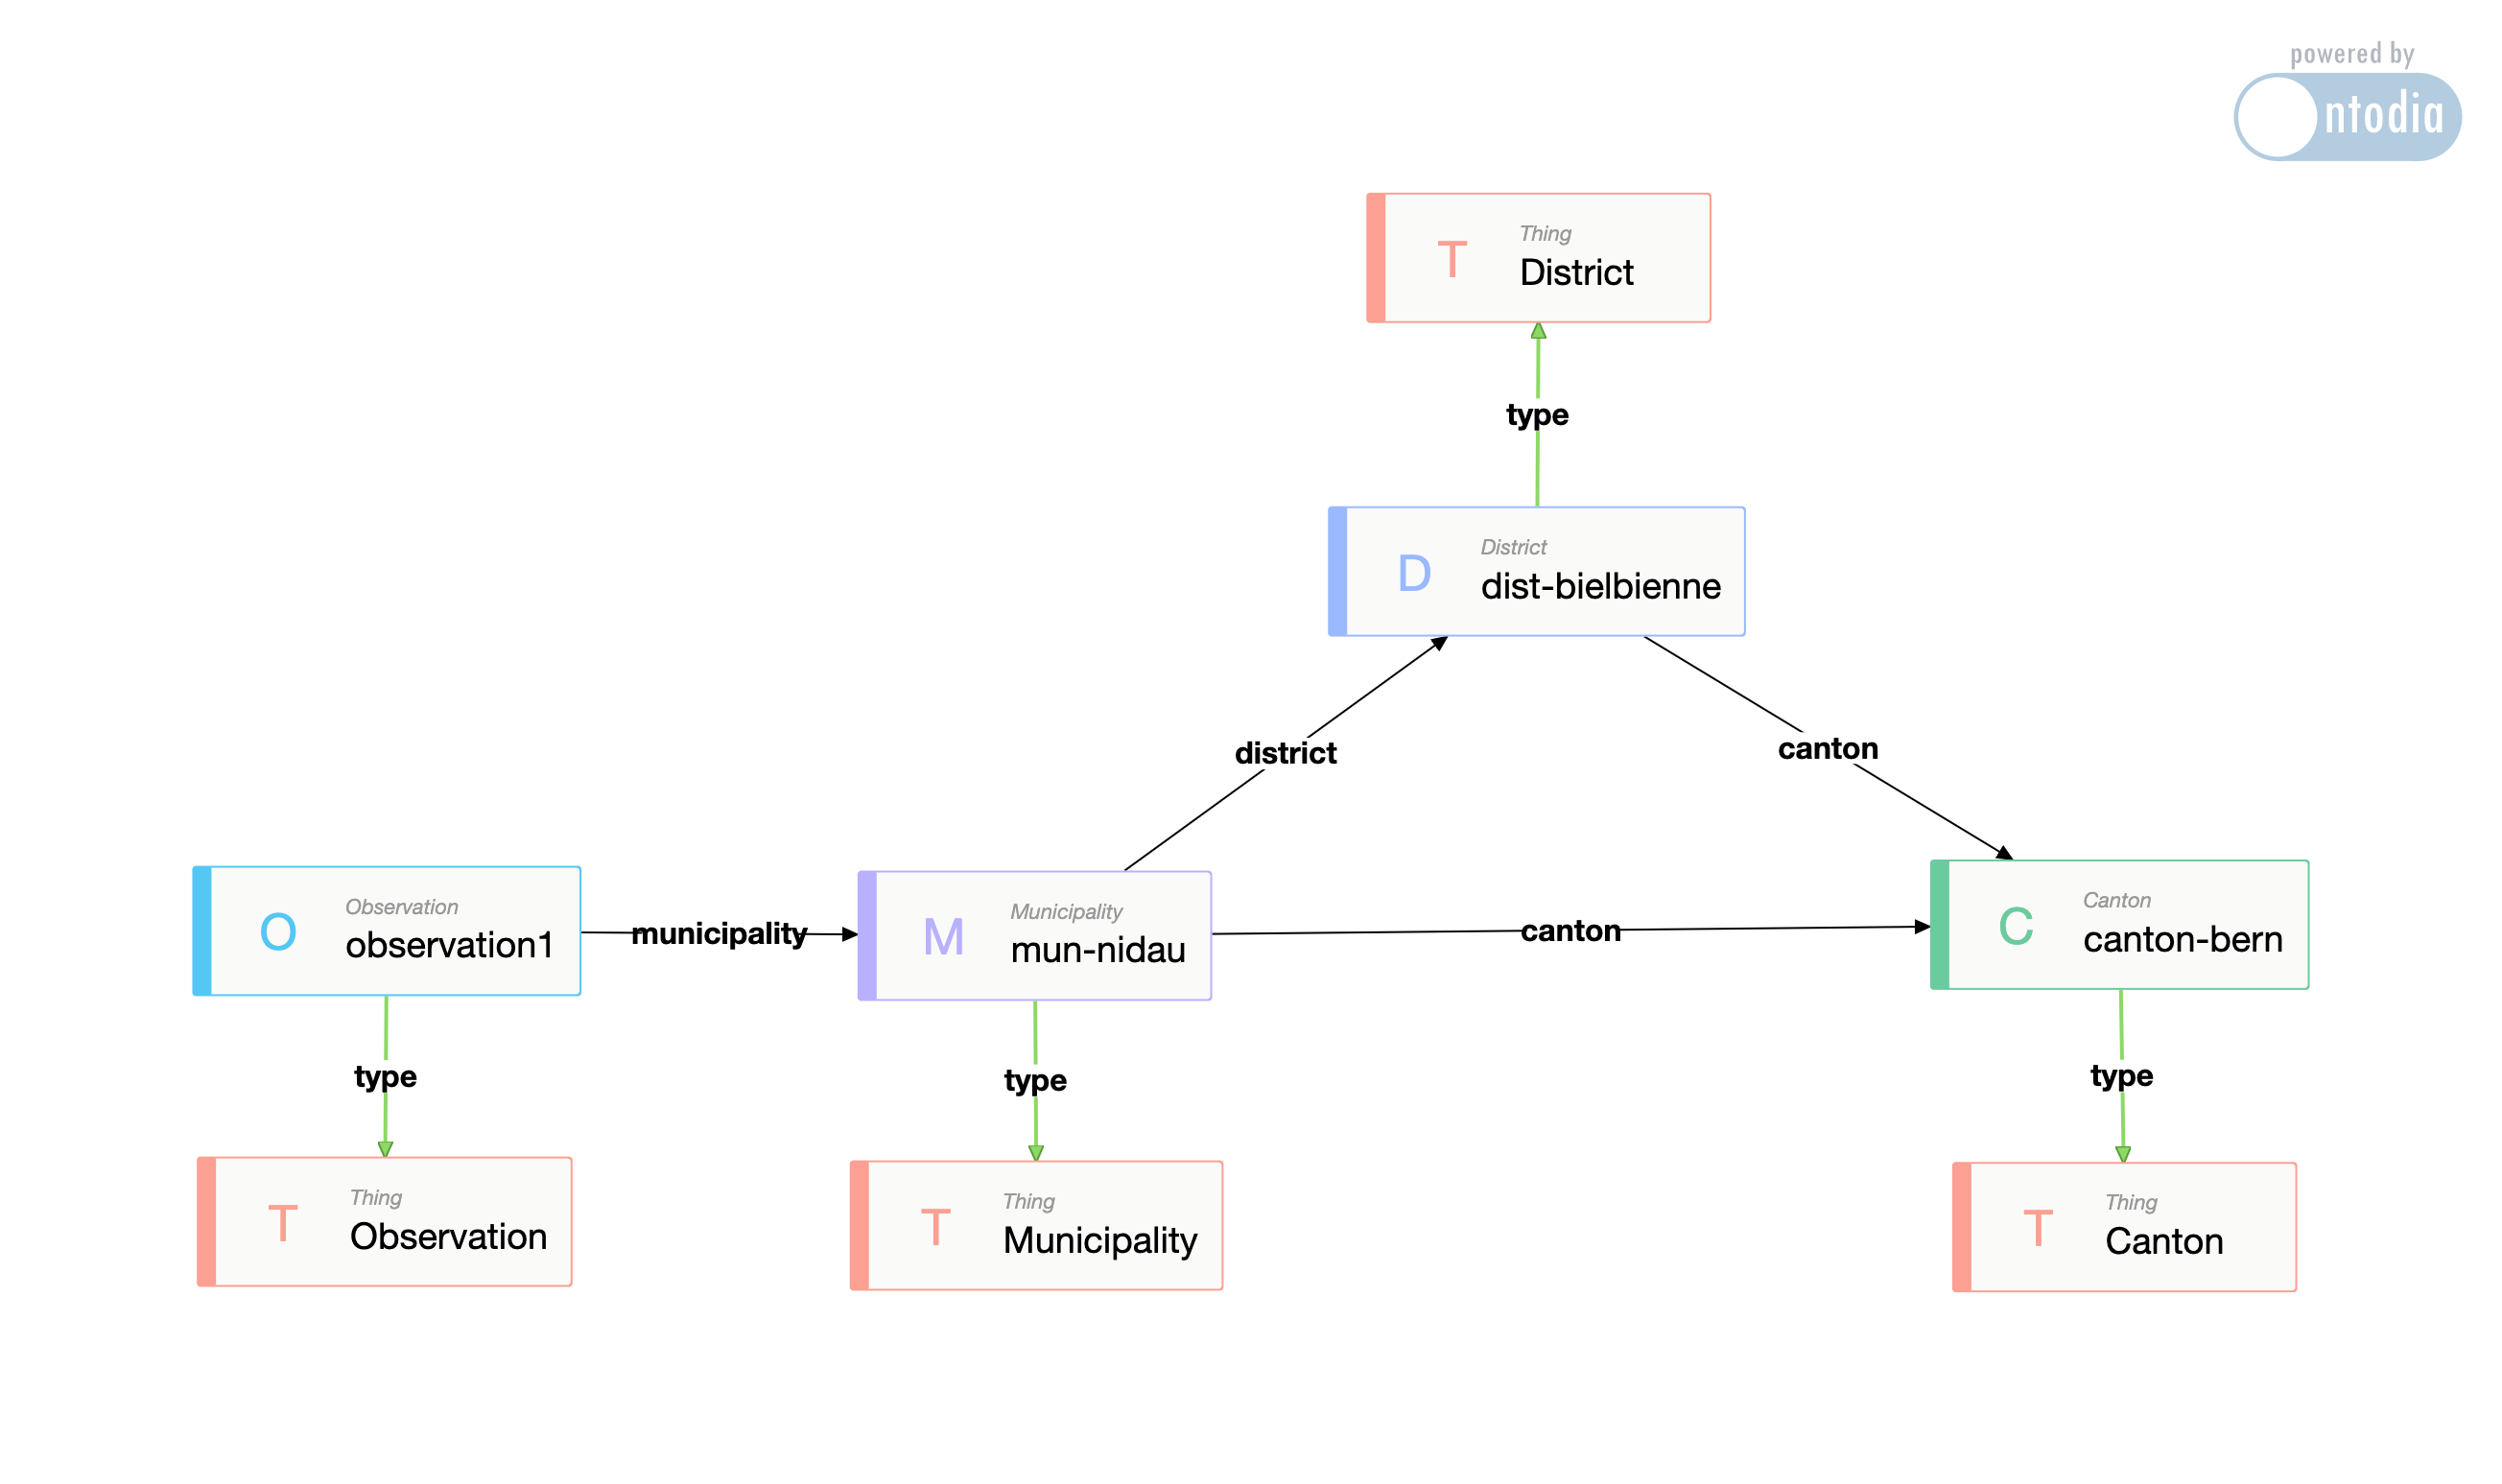 powered by
ntodia
T
Thing
District
type
D
District
dist-bielbienne
district
canton
O
Observation
observation1
municipality
M
Municipality
mun-nidau
canton
C
Canton
canton-bern
type
type
type
T
Thing
Observation
T
Thing
Municipality
T
Thing
Canton